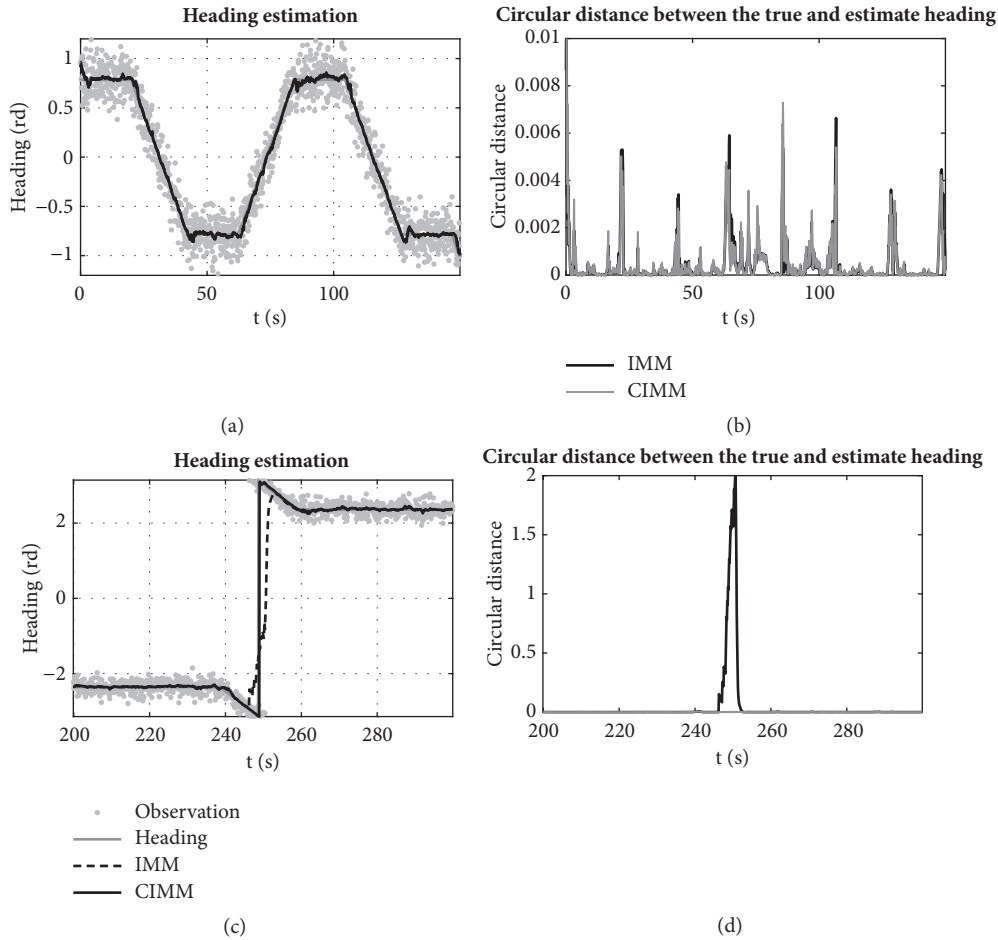 Heading estimation
1
0.5
0
−0.5
−1
Heading (rd)
0
50
100
t (s)
Circular distance between the true and estimate heading
0.01
0.008
0.006
0.004
0.002
0
Circular distance
0
50
100
t (s)
IMM
CIMM
(a)
(b)
Heading estimation
2
0
−2
Heading (rd)
200
220
240
260
280
t (s)
Circular distance between the true and estimate heading
2
1.5
1
0.5
0
Circular distance
200
220
240
260
280
t (s)
Observation
Heading
IMM
CIMM
(c)
(d)